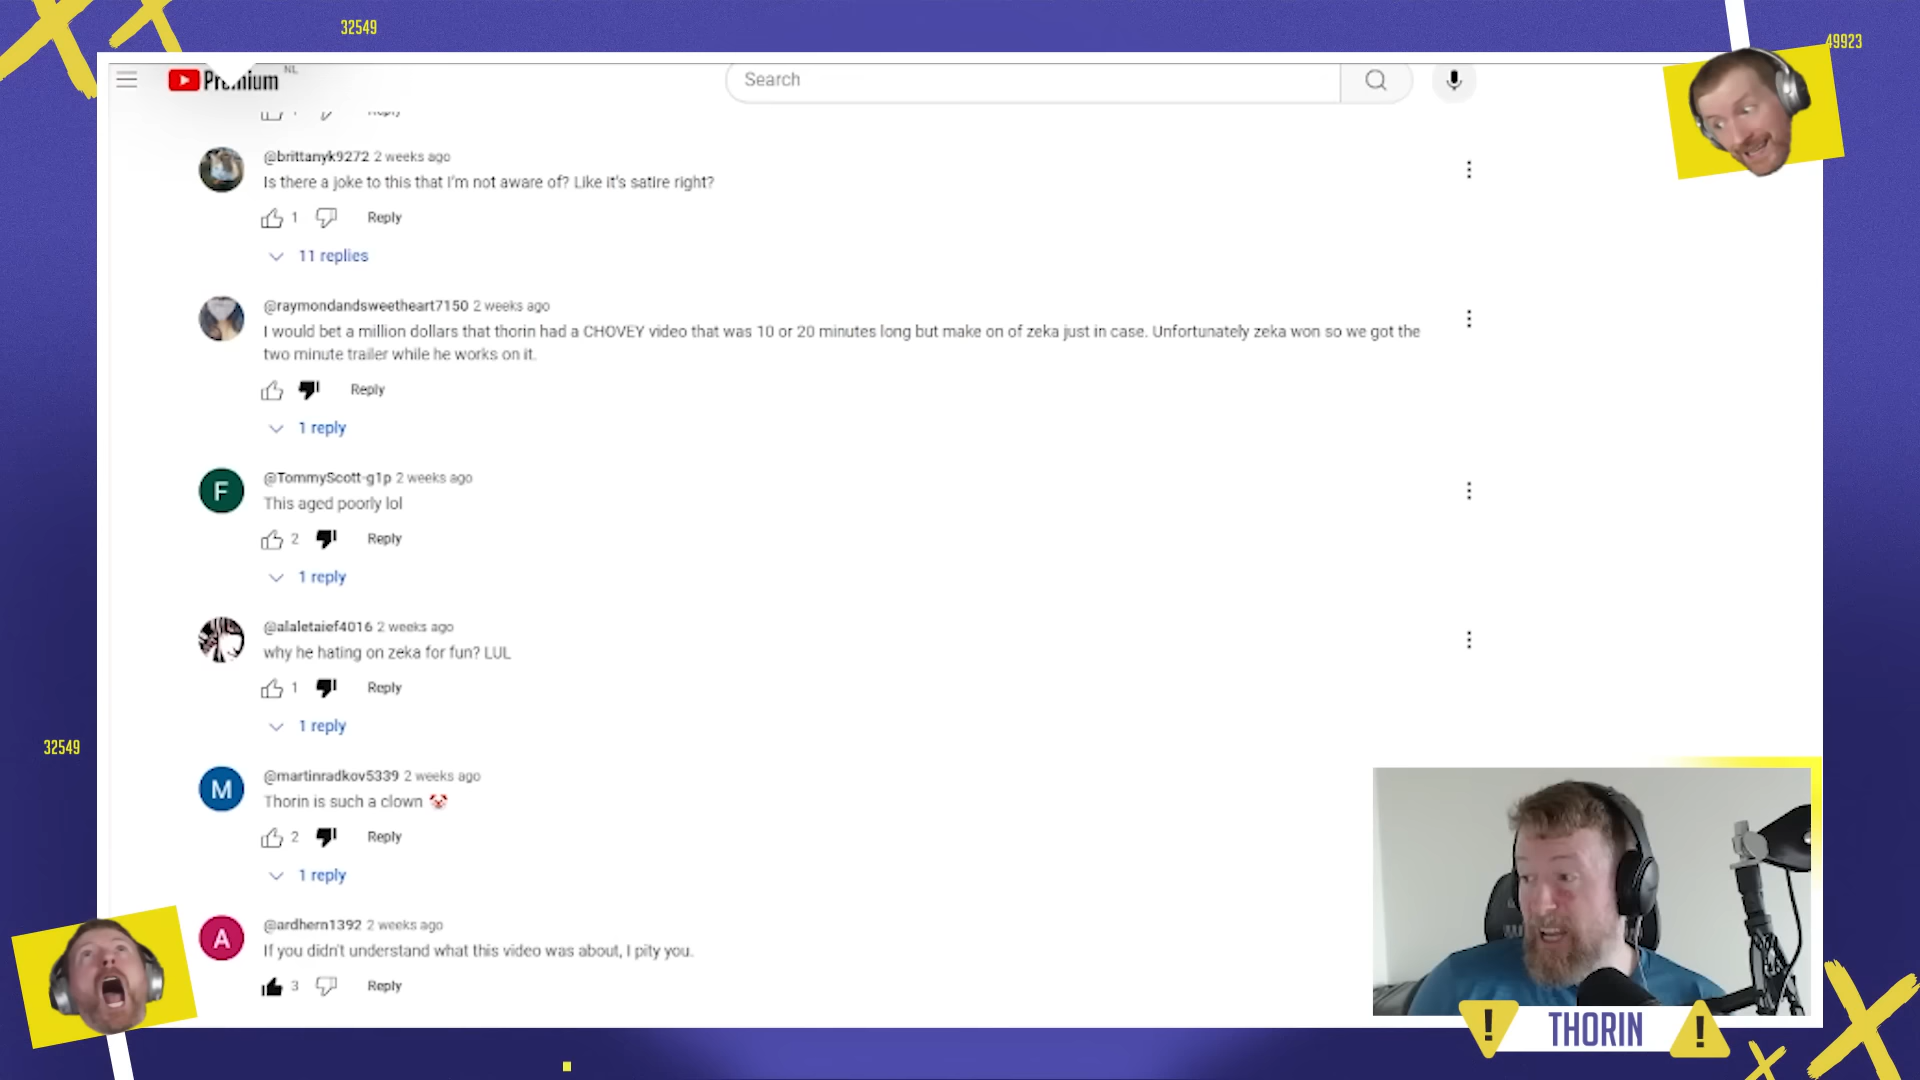 32549
49923
Premium
NL
Search
Reply
@brittanyk9272 2 weeks ago
Is there a joke to this that I'm not aware of? Like it's satire right?
1
Reply
11 replies
@raymondandsweetheart7150 2 weeks ago
I would bet a million dollars that thorin had a CHOVEY video that was 10 or 20 minutes long but make on of zeka just in case. Unfortunately zeka won so we got the
two minute trailer while he works on it.
Reply
1 reply
F
@TommyScott-g1p 2 weeks ago
This aged poorly lol
2
Reply
1 reply
@alaletaief4016 2 weeks ago
why he hating on zeka for fun? LUL
1
Reply
1 reply
32549
M
@martinradkov5339 2 weeks ago
Thorin is such a clown 🤡
2
Reply
1 reply
A
@ardhern1392 2 weeks ago
If you didn't understand what this video was about, I pity you.
3
Reply
! THORIN !